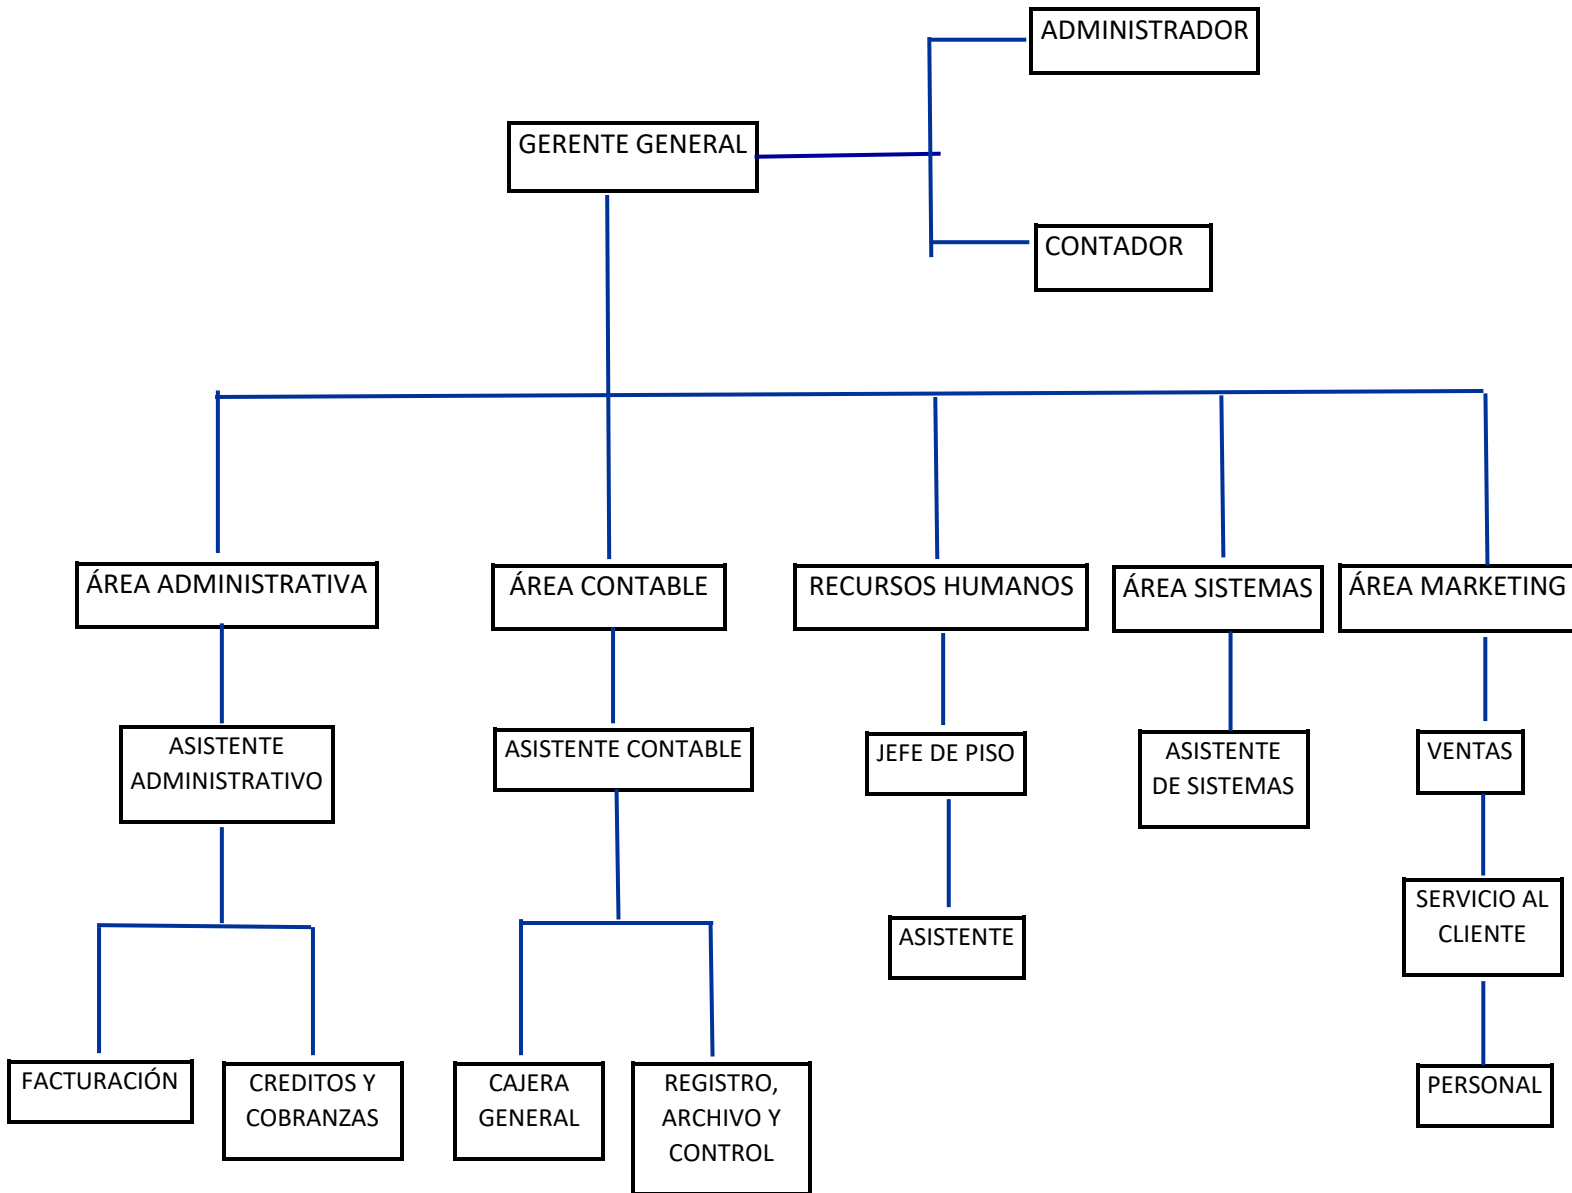 ADMINISTRADOR
GERENTE GENERAL
CONTADOR
ÁREA ADMINISTRATIVA
ÁREA CONTABLE
RECURSOS HUMANOS
ÁREA SISTEMAS
ÁREA MARKETING
ASISTENTE
ADMINISTRATIVO
ASISTENTE CONTABLE
JEFE DE PISO
ASISTENTE
DE SISTEMAS
VENTAS
SERVICIO AL
CLIENTE
ASISTENTE
FACTURACIÓN
CREDITOS Y
COBRANZAS
CAJERA
GENERAL
REGISTRO,
ARCHIVO Y
CONTROL
PERSONAL